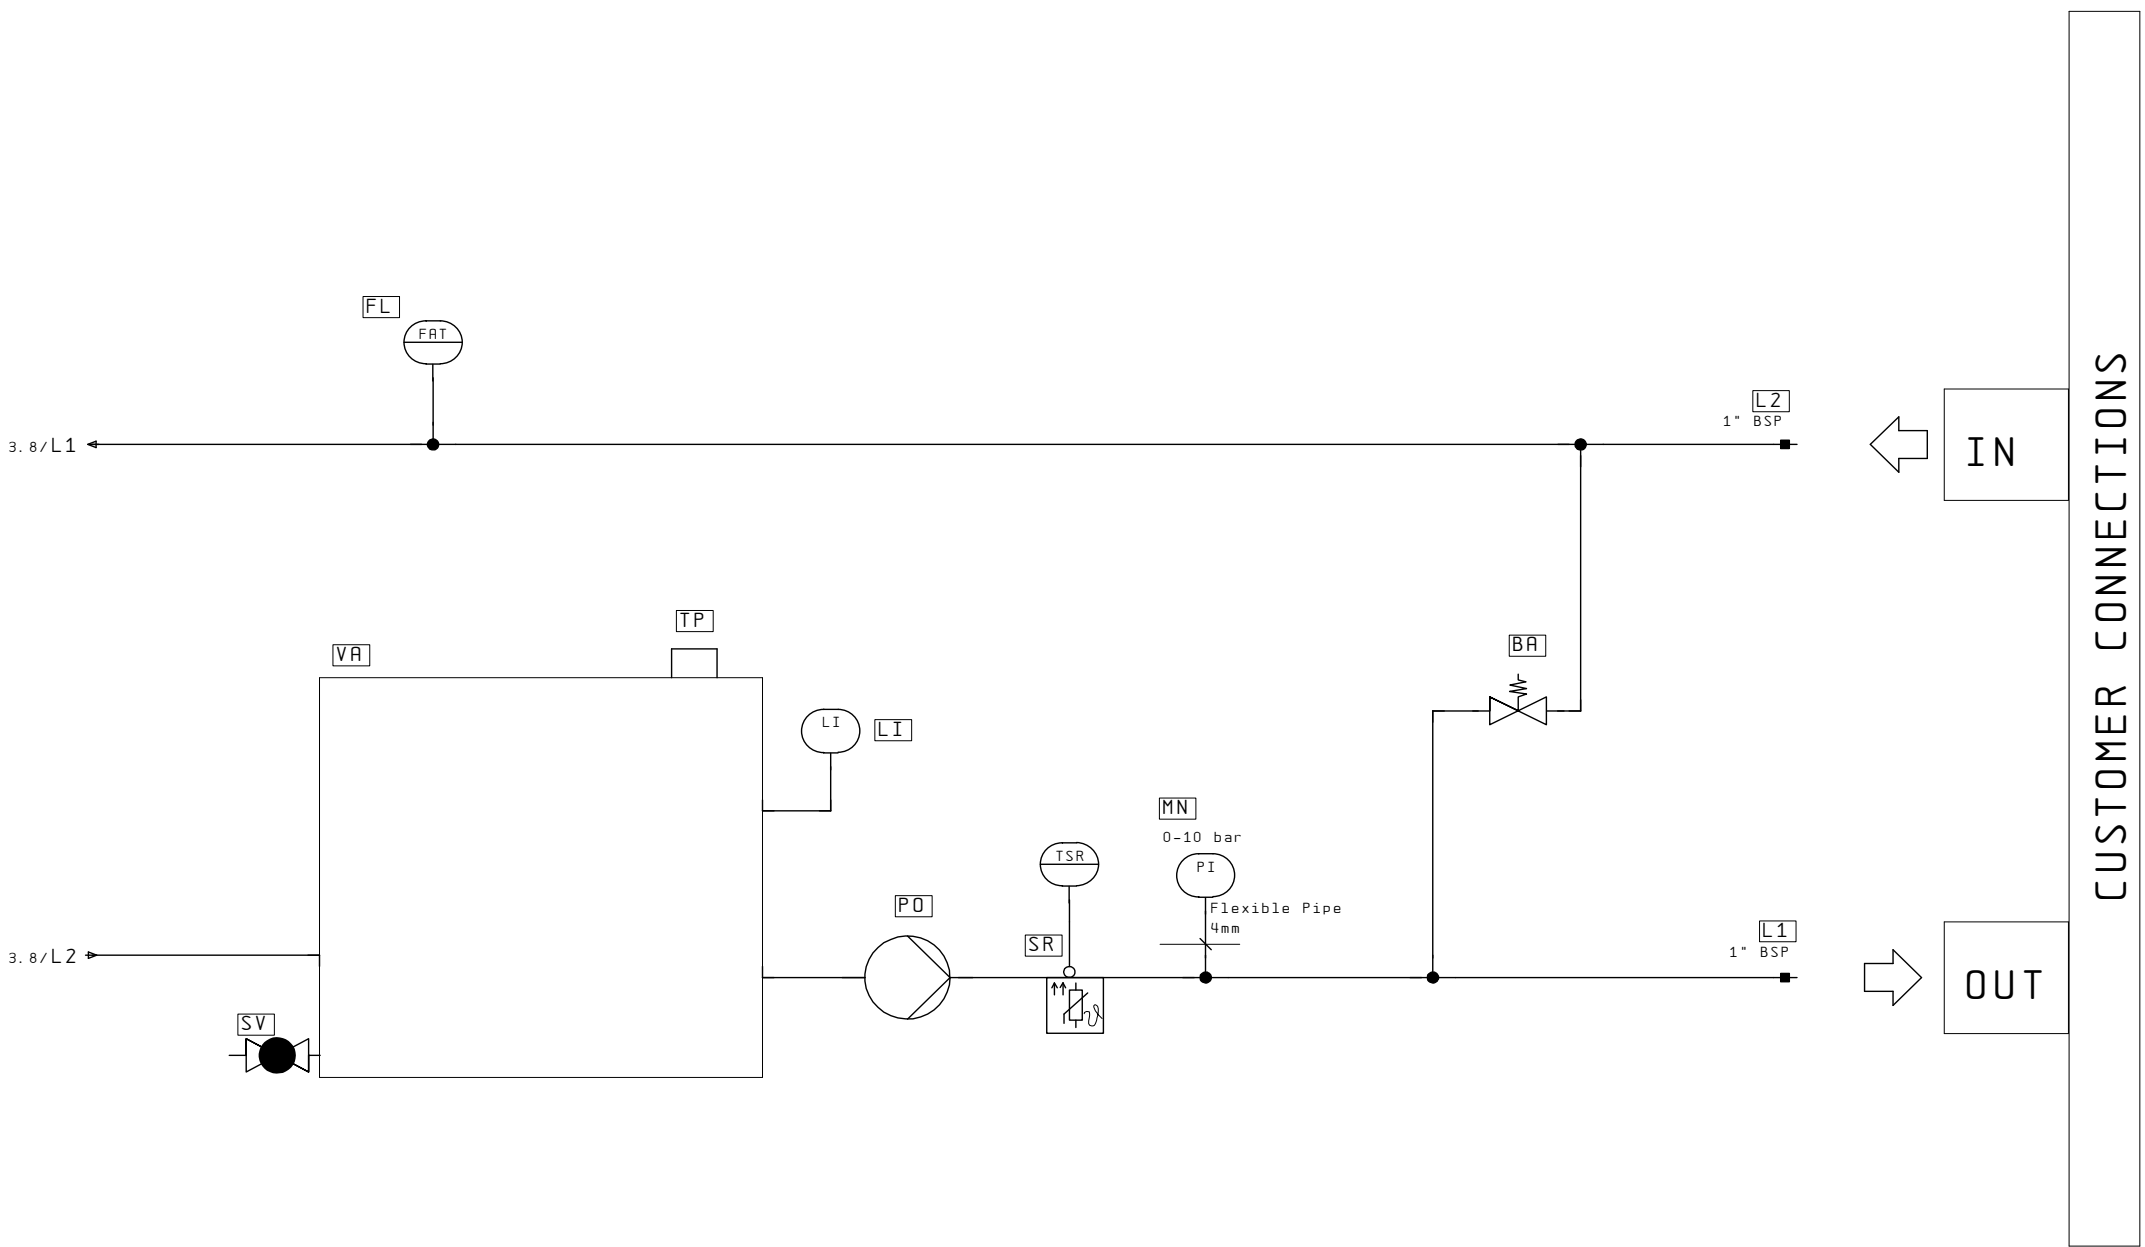 FL
FAT
L2
1" BSP
3.8/L1
IN
CUSTOMER CONNECTIONS
TP
VA
BA
LI
LI
MN
0-10 bar
TSR
PI
PO
Flexible Pipe
4mm
SR
L1
1" BSP
3.8/L2
OUT
SV